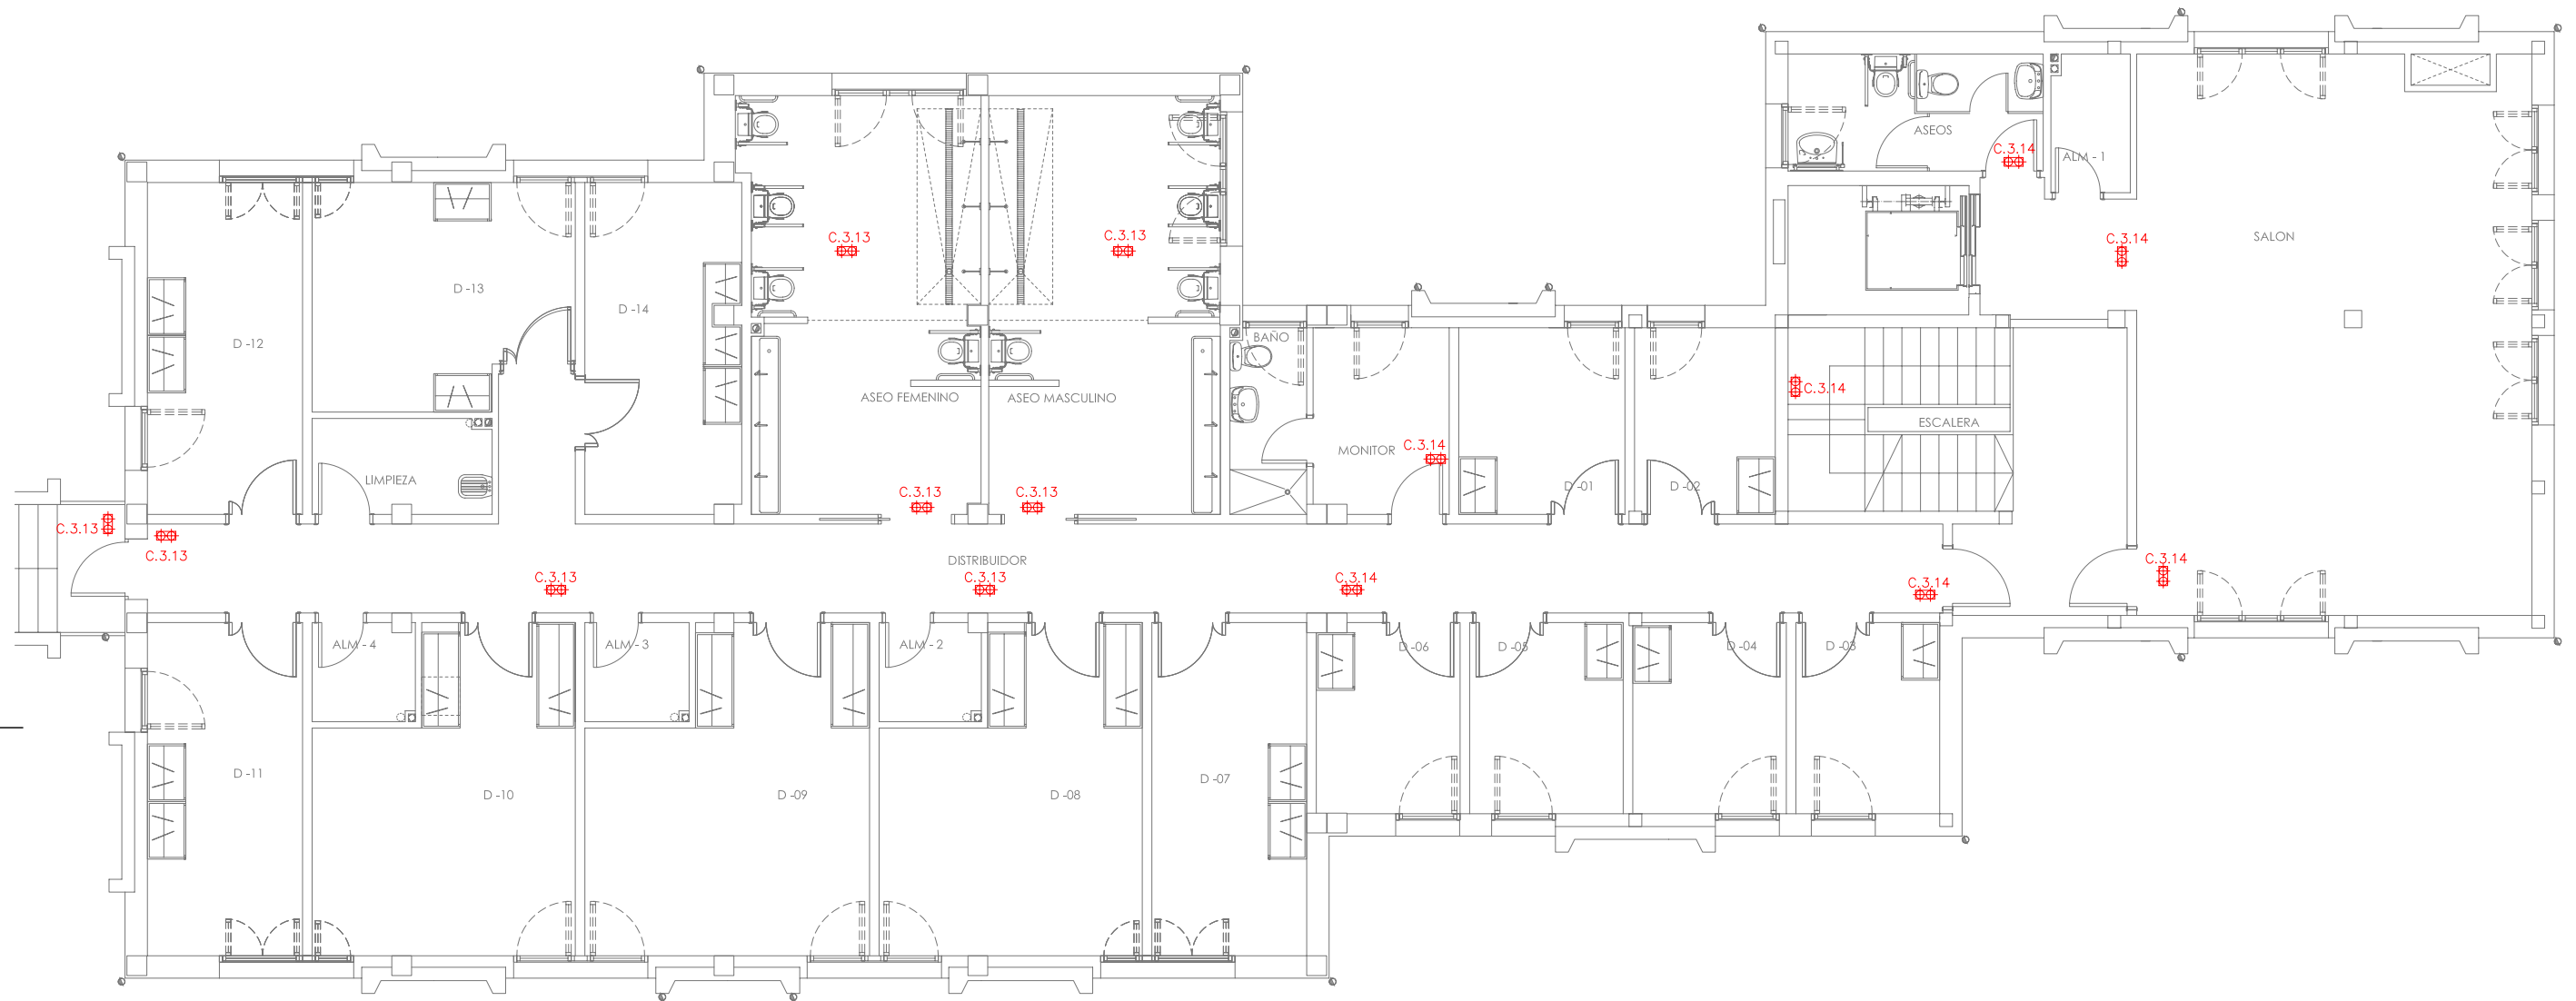 ASEOS
C.3.14
ALM - 1
C.3.13
C.3.13
C.3.14
SALON
D -13
D -14
D -12
BAÑO
C.3.14
ASEO FEMENINO
ASEO MASCULINO
ESCALERA
C.3.14
MONITOR
LIMPIEZA
D -01
D -02
C.3.13
C.3.13
C.3.13
C.3.13
DISTRIBUIDOR
C.3.14
C.3.13
C.3.13
C.3.14
C.3.14
ALM - 4
ALM - 3
ALM - 2
D -06
D -05
D -04
D -03
D -11
D -07
D -10
D -09
D -08